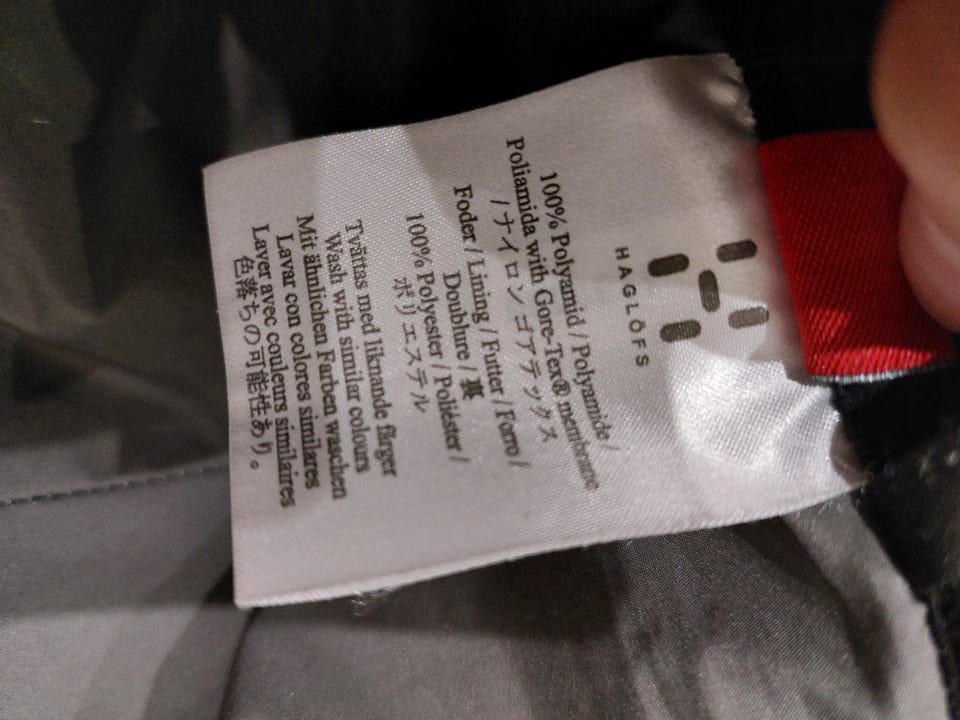 HAGLÖFS
100% Polyamid / Polyamide /
Poliamida with Gore-Tex® membrane
/ ナイロンゴアテックス
Foder / Lining / Futter / Forro /
Doublure / 裏
100% Polyester / Poliéster /
ポリエステル
Tvättas med liknande färger
Wash with similar colours
Mit ähnlichen Farben waschen
Lavar con colores similares
Laver avec couleurs similaires
色落ちの可能性あり。